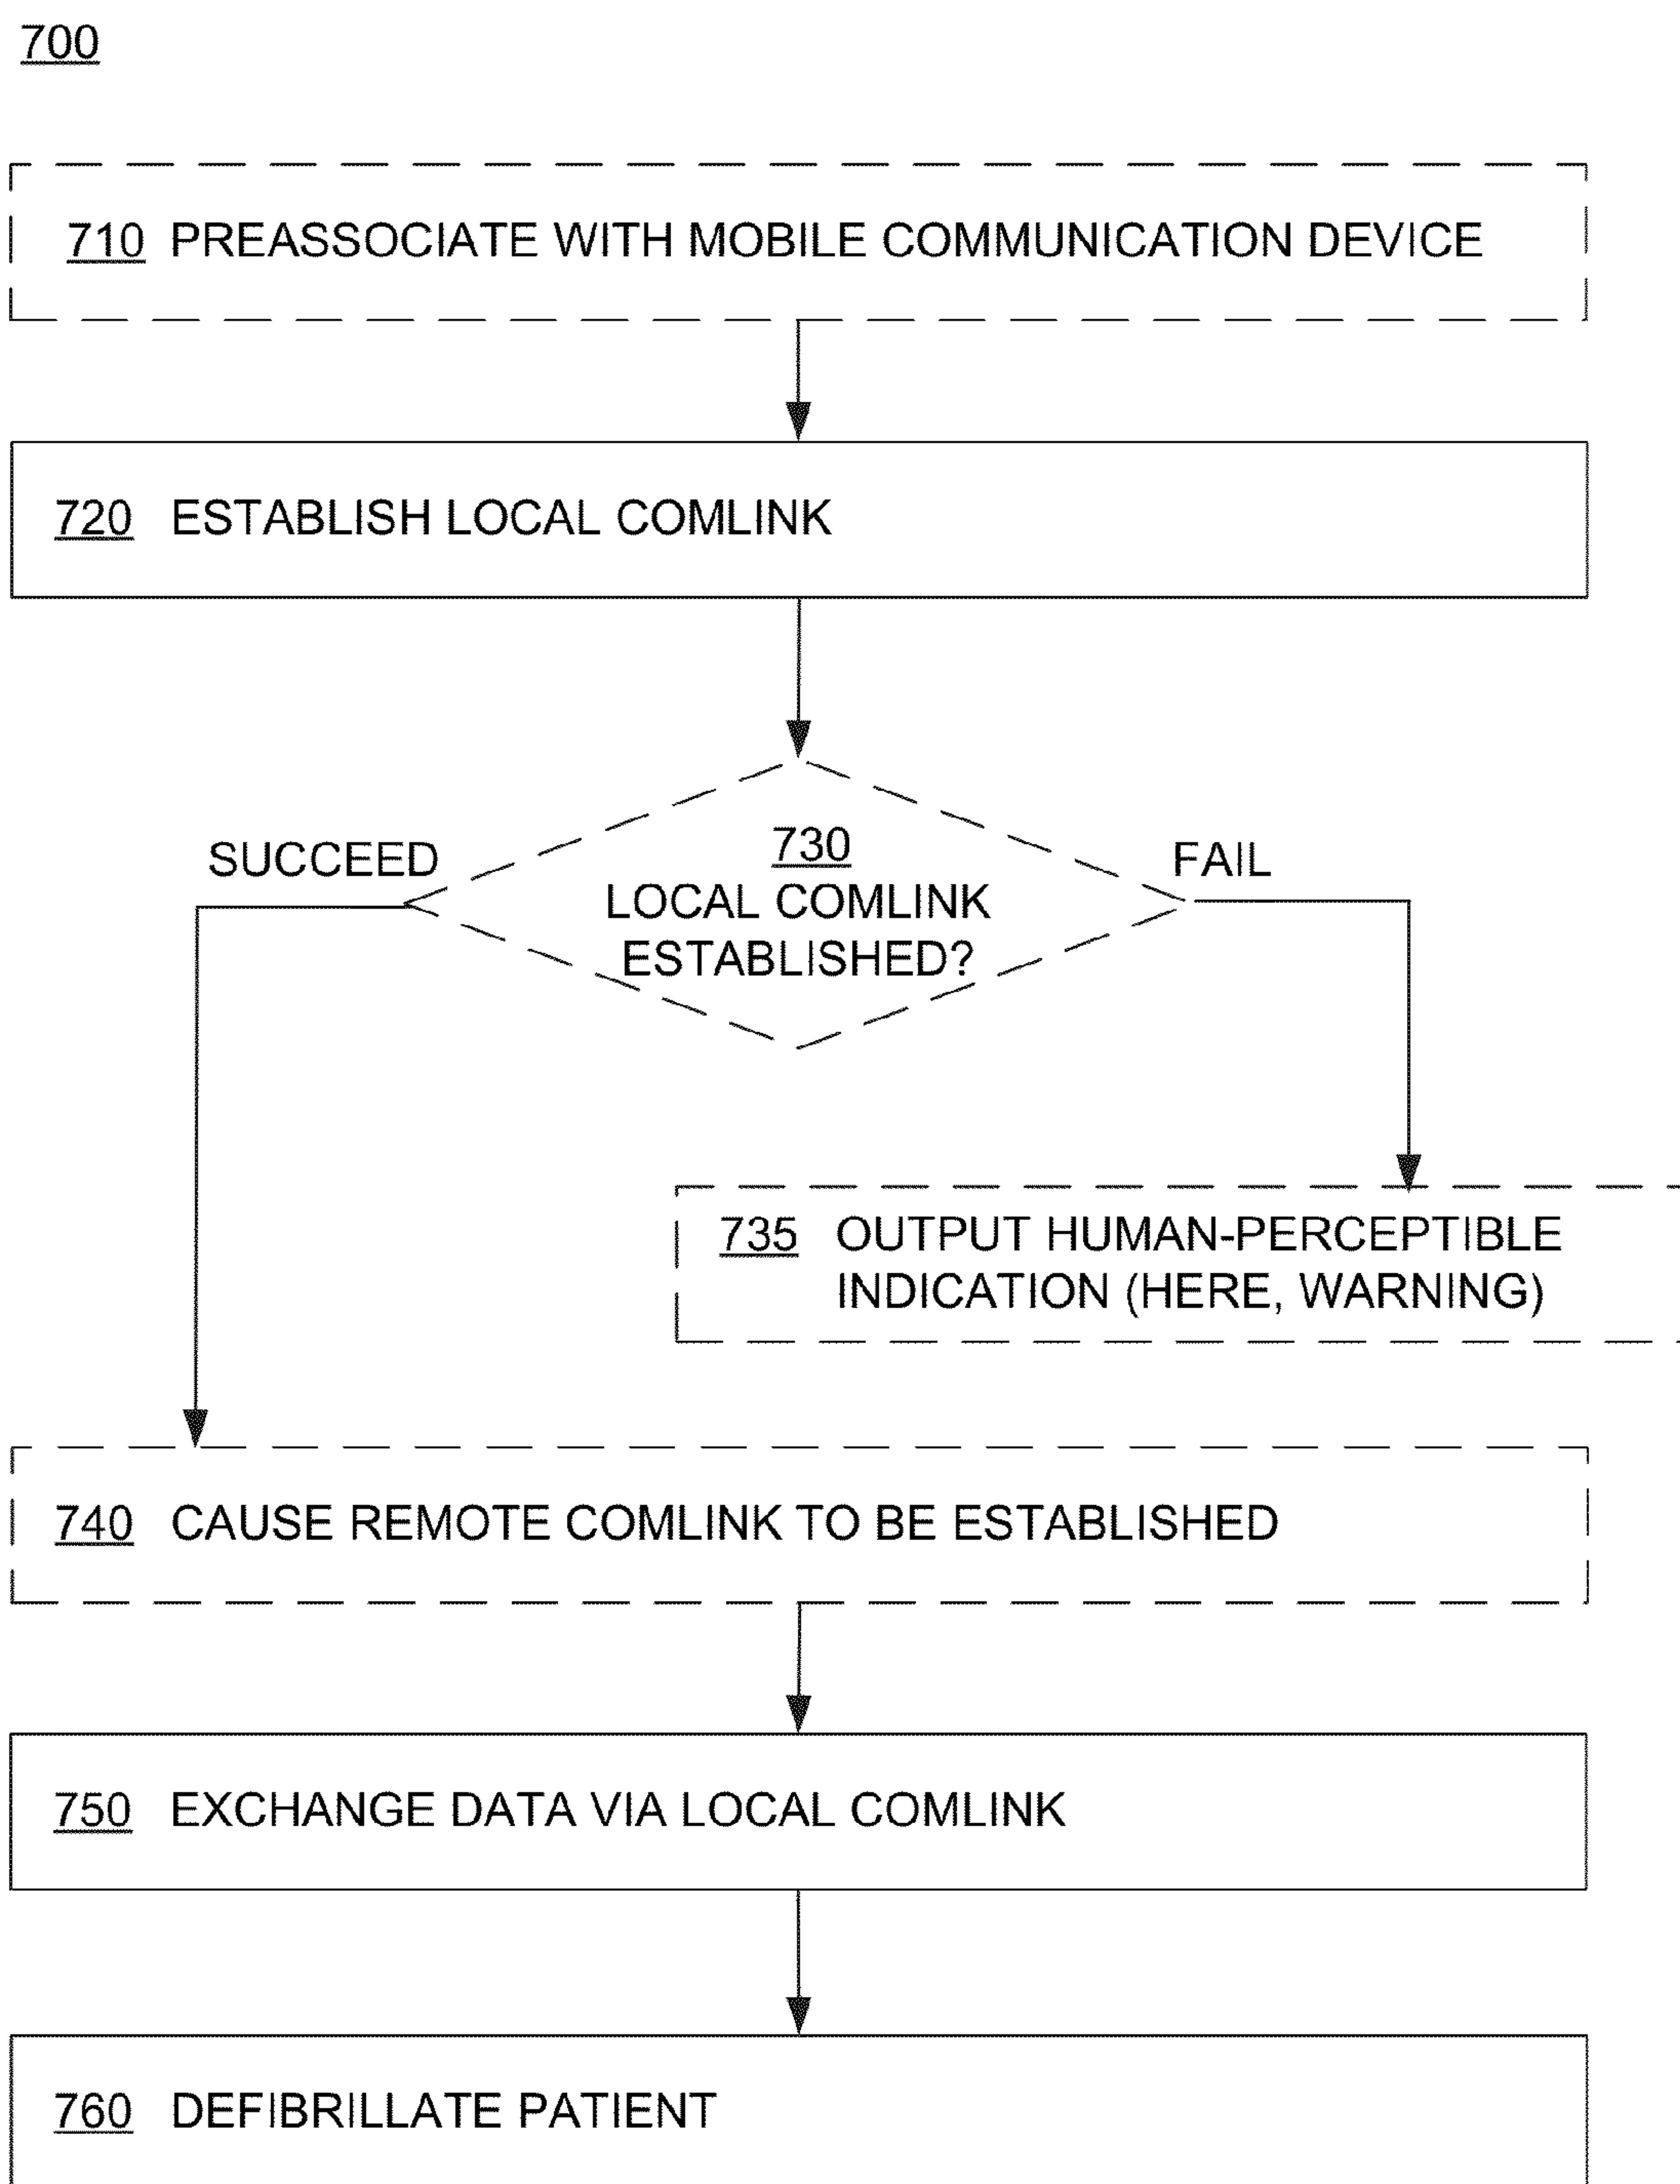 700
710 PREASSOCIATE WITH MOBILE COMMUNICATION DEVICE
720 ESTABLISH LOCAL COMLINK
730
LOCAL COMLINK
ESTABLISHED?
SUCCEED
FAIL
735 OUTPUT HUMAN-PERCEPTIBLE
INDICATION (HERE, WARNING)
740 CAUSE REMOTE COMLINK TO BE ESTABLISHED
750 EXCHANGE DATA VIA LOCAL COMLINK
760 DEFIBRILLATE PATIENT